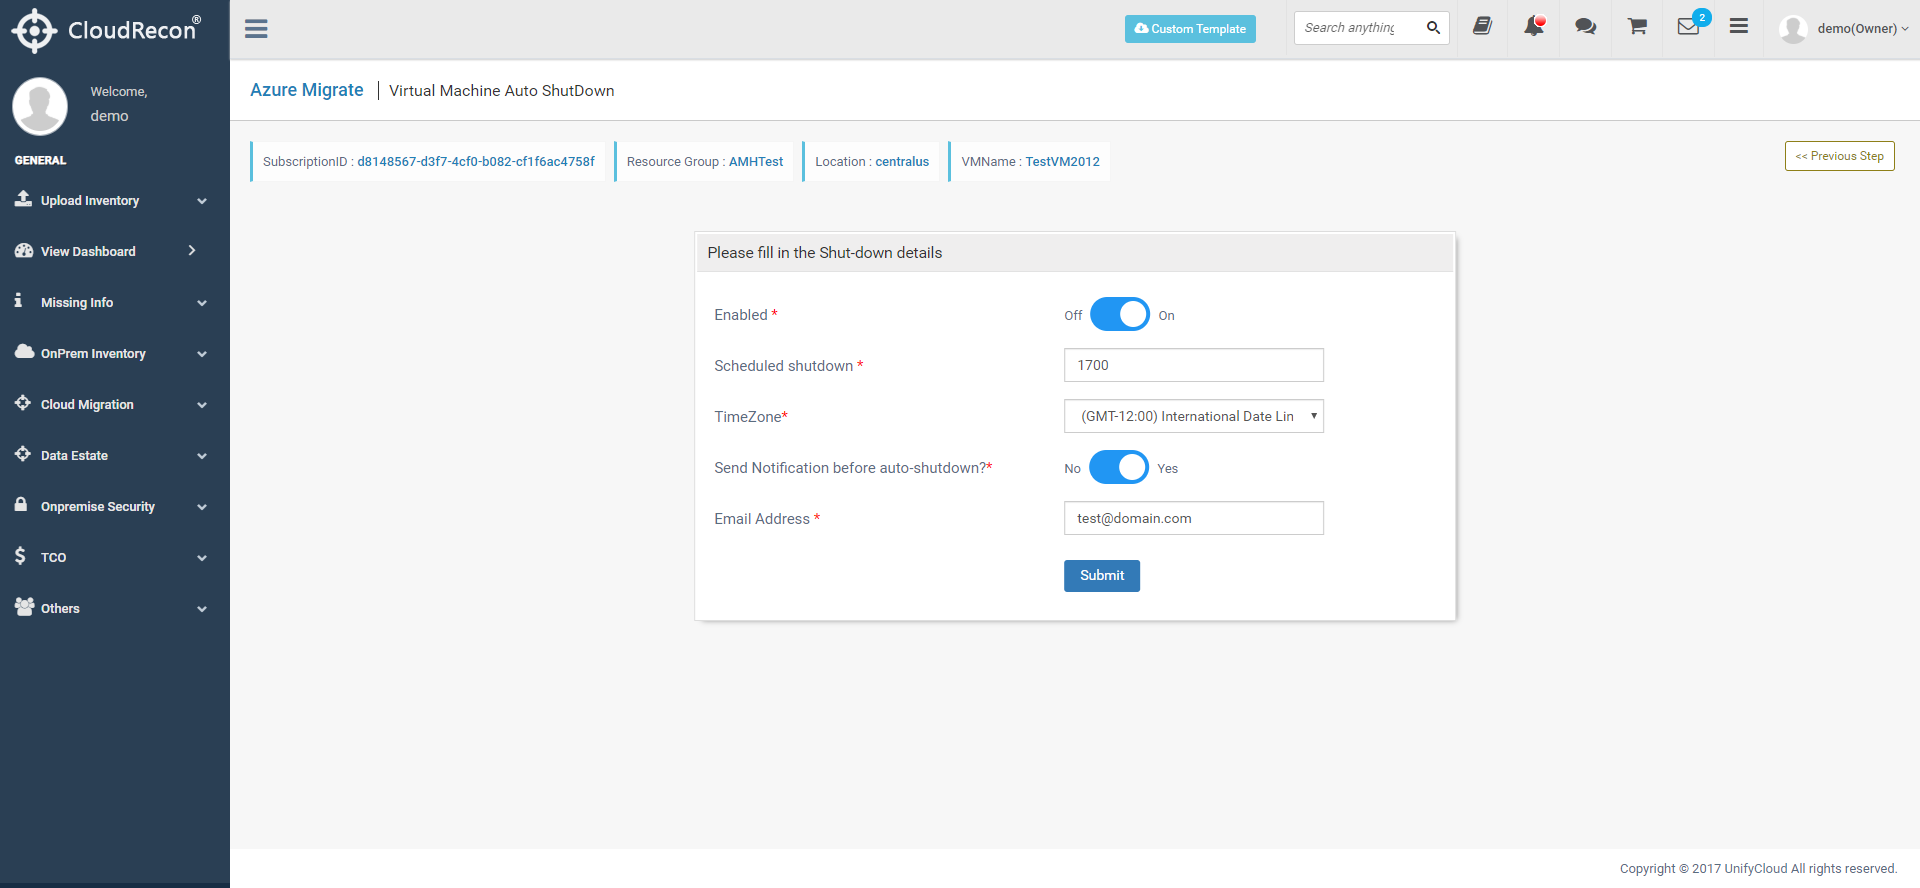 CloudRecon®
Custom Template
Search anything
2
demo(Owner)
Welcome,
demo
GENERAL
Upload Inventory
View Dashboard
Missing Info
OnPrem Inventory
Cloud Migration
Data Estate
Onpremise Security
TCO
Others
Azure Migrate | Virtual Machine Auto ShutDown
SubscriptionID : d8148567-d3f7-4cf0-b082-cf1f6ac4758f
Resource Group : AMHTest
Location : centralus
VMName : TestVM2012
<< Previous Step
Please fill in the Shut-down details
Enabled * Off On
Scheduled shutdown * 1700
TimeZone* (GMT-12:00) International Date Lin
Send Notification before auto-shutdown?* No Yes
Email Address * test@domain.com
Submit
Copyright © 2017 UnifyCloud All rights reserved.